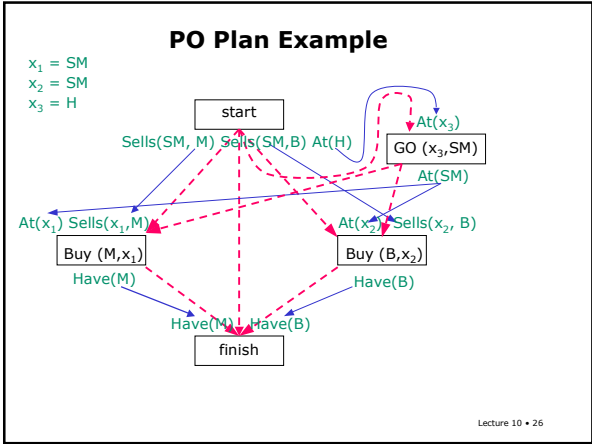 PO Plan Example
x₁ = SM
x₂ = SM
x₃ = H
start
Sells(SM, M) Sells(SM,B) At(H)
At(x₃)
GO (x₃,SM)
At(SM)
At(x₁) Sells(x₁,M)
At(x₂) Sells(x₂, B)
Buy (M,x₁)
Buy (B,x₂)
Have(M)
Have(B)
Have(M) Have(B)
finish
Lecture 10 • 26